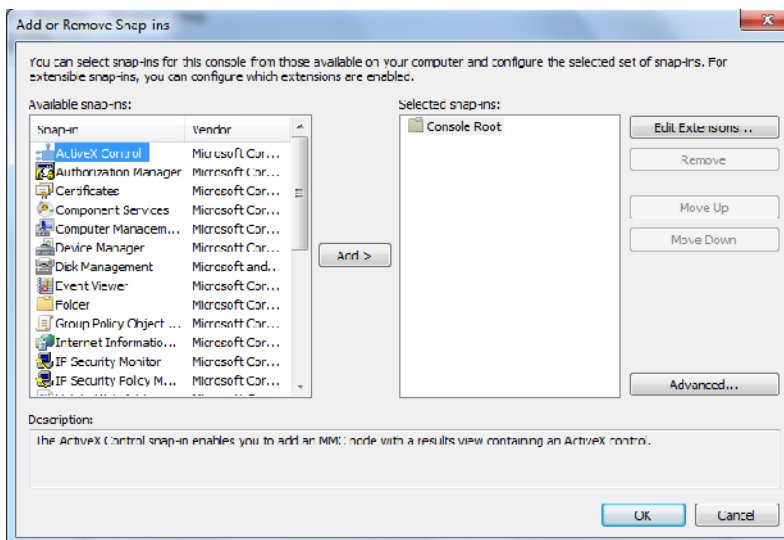 Add or Remove Snap-ins
You can select snap-ins for this console from those available on your computer and configure the selected set of snap-ins. For
extensible snap-ins, you can configure which extensions are enabled.
Available snap-ins:
Selected snap-ins:
Snap-in Vendor
ActiveX Control Microsoft Cor...
Authorization Manager Microsoft Cor...
Certificates Microsoft Cor...
Component Services Microsoft Cor...
Computer Managem... Microsoft Cor...
Device Manager Microsoft Cor...
Disk Management Microsoft and...
Event Viewer Microsoft Cor...
Folder Microsoft Cor...
Group Policy Object ... Microsoft Cor...
Internet Informatio... Microsoft Cor...
IP Security Monitor Microsoft Cor...
IP Security Policy M... Microsoft Cor...
Add >
Console Root
Edit Extensions...
Remove
Move Up
Move Down
Advanced...
Description:
The ActiveX Control snap-in enables you to add an MMC node with a results view containing an ActiveX control.
OK
Cancel